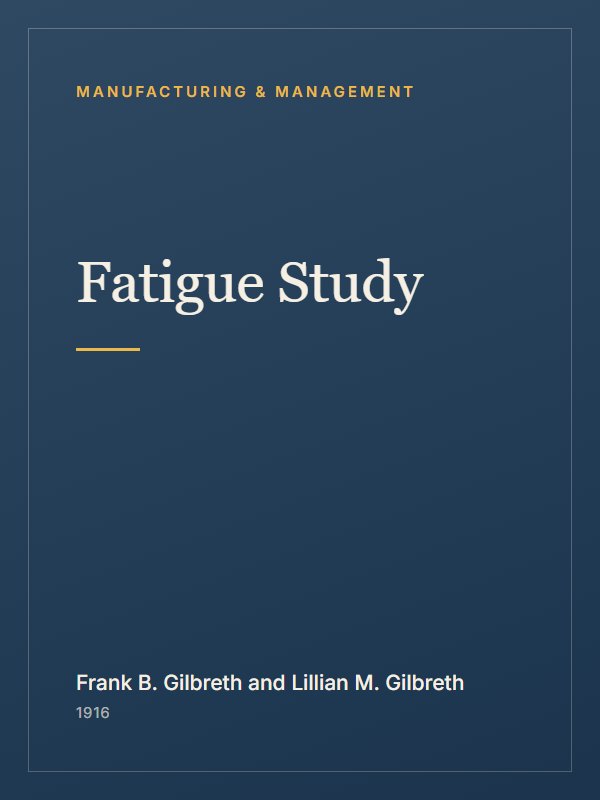 MANUFACTURING & MANAGEMENT
Fatigue Study
Frank B. Gilbreth and Lillian M. Gilbreth
1916